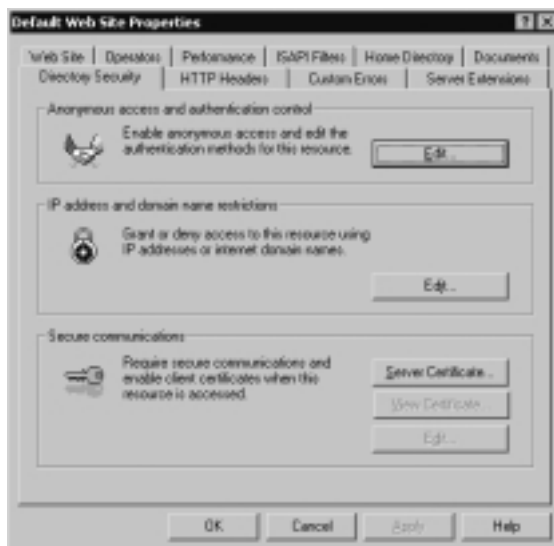 Default Web Site Properties
Web Site Operators Performance ISAPI Filters Home Directory Documents
Directory Security HTTP Headers Custom Errors Server Extensions
Anonymous access and authentication control
Enable anonymous access and edit the
authentication methods for this resource.
Edit...
IP address and domain name restrictions
Grant or deny access to this resource using
IP addresses or internet domain names.
Edit...
Secure communications
Require secure communications and
enable client certificates when this
resource is accessed.
Server Certificate...
View Certificate...
Edit...
OK Cancel Apply Help